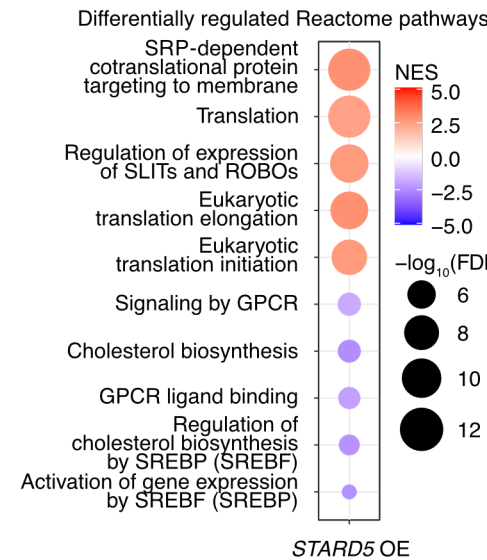 Differentially regulated Reactome pathways
SRP-dependent
cotranslational protein
targeting to membrane
Translation
Regulation of expression
of SLITs and ROBOs
Eukaryotic
translation elongation
Eukaryotic
translation initiation
Signaling by GPCR
Cholesterol biosynthesis
GPCR ligand binding
Regulation of
cholesterol biosynthesis
by SREBP (SREBF)
Activation of gene expression
by SREBF (SREBP)
STARD5 OE
NES
5.0
2.5
0.0
−2.5
−5.0
−log₁₀(FD
6
8
10
12